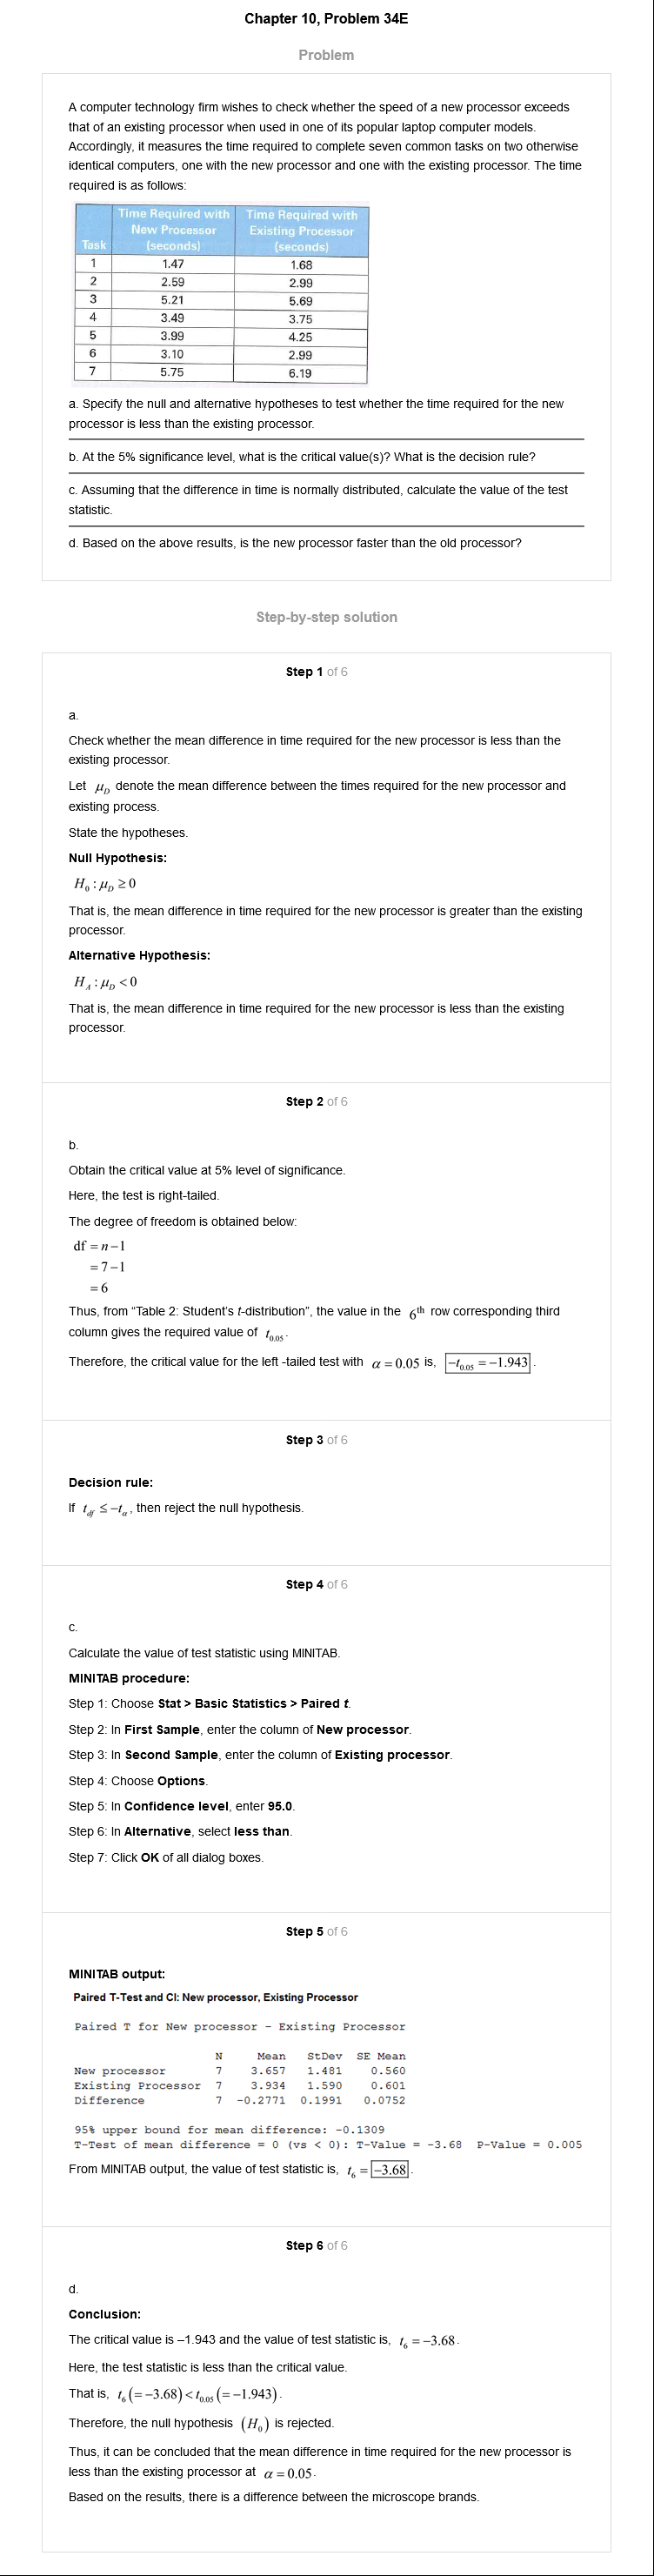 Chapter 10, Problem 34E
Problem
A computer technology firm wishes to check whether the speed of a new processor exceeds
that of an existing processor when used in one of its popular laptop computer models.
Accordingly, it measures the time required to complete seven common tasks on two otherwise
identical computers, one with the new processor and one with the existing processor. The time
required is as follows:
Task | Time Required with New Processor (seconds) | Time Required with Existing Processor (seconds)
1 | 1.47 | 1.68
2 | 2.59 | 2.99
3 | 5.21 | 5.69
4 | 3.49 | 3.75
5 | 3.99 | 4.25
6 | 3.10 | 2.99
7 | 5.75 | 6.19
a. Specify the null and alternative hypotheses to test whether the time required for the new
processor is less than the existing processor.
b. At the 5% significance level, what is the critical value(s)? What is the decision rule?
c. Assuming that the difference in time is normally distributed, calculate the value of the test
statistic.
d. Based on the above results, is the new processor faster than the old processor?
Step-by-step solution
Step 1 of 6
a.
Check whether the mean difference in time required for the new processor is less than the
existing processor.
Let μ_D denote the mean difference between the times required for the new processor and
existing process.
State the hypotheses.
Null Hypothesis:
H₀ : μ_D ≥ 0
That is, the mean difference in time required for the new processor is greater than the existing
processor.
Alternative Hypothesis:
H_A : μ_D < 0
That is, the mean difference in time required for the new processor is less than the existing
processor.
Step 2 of 6
b.
Obtain the critical value at 5% level of significance.
Here, the test is right-tailed.
The degree of freedom is obtained below:
df = n−1
= 7−1
= 6
Thus, from “Table 2: Student’s t-distribution”, the value in the 6th row corresponding third
column gives the required value of t₀.₀₅.
Therefore, the critical value for the left -tailed test with α = 0.05 is, −t₀.₀₅ = −1.943.
Step 3 of 6
Decision rule:
If t_df ≤ −t_α, then reject the null hypothesis.
Step 4 of 6
c.
Calculate the value of test statistic using MINITAB.
MINITAB procedure:
Step 1: Choose Stat > Basic Statistics > Paired t.
Step 2: In First Sample, enter the column of New processor.
Step 3: In Second Sample, enter the column of Existing processor.
Step 4: Choose Options.
Step 5: In Confidence level, enter 95.0.
Step 6: In Alternative, select less than.
Step 7: Click OK of all dialog boxes.
Step 5 of 6
MINITAB output:
Paired T-Test and CI: New processor, Existing Processor
Paired T for New processor - Existing Processor
N Mean StDev SE Mean
New processor 7 3.657 1.481 0.560
Existing Processor 7 3.934 1.590 0.601
Difference 7 -0.2771 0.1991 0.0752
95% upper bound for mean difference: -0.1309
T-Test of mean difference = 0 (vs < 0): T-Value = -3.68 P-Value = 0.005
From MINITAB output, the value of test statistic is, t₆ = −3.68.
Step 6 of 6
d.
Conclusion:
The critical value is –1.943 and the value of test statistic is, t₆ = −3.68.
Here, the test statistic is less than the critical value.
That is, t₆ (= −3.68) < t₀.₀₅ (= −1.943).
Therefore, the null hypothesis (H₀) is rejected.
Thus, it can be concluded that the mean difference in time required for the new processor is
less than the existing processor at α = 0.05.
Based on the results, there is a difference between the microscope brands.